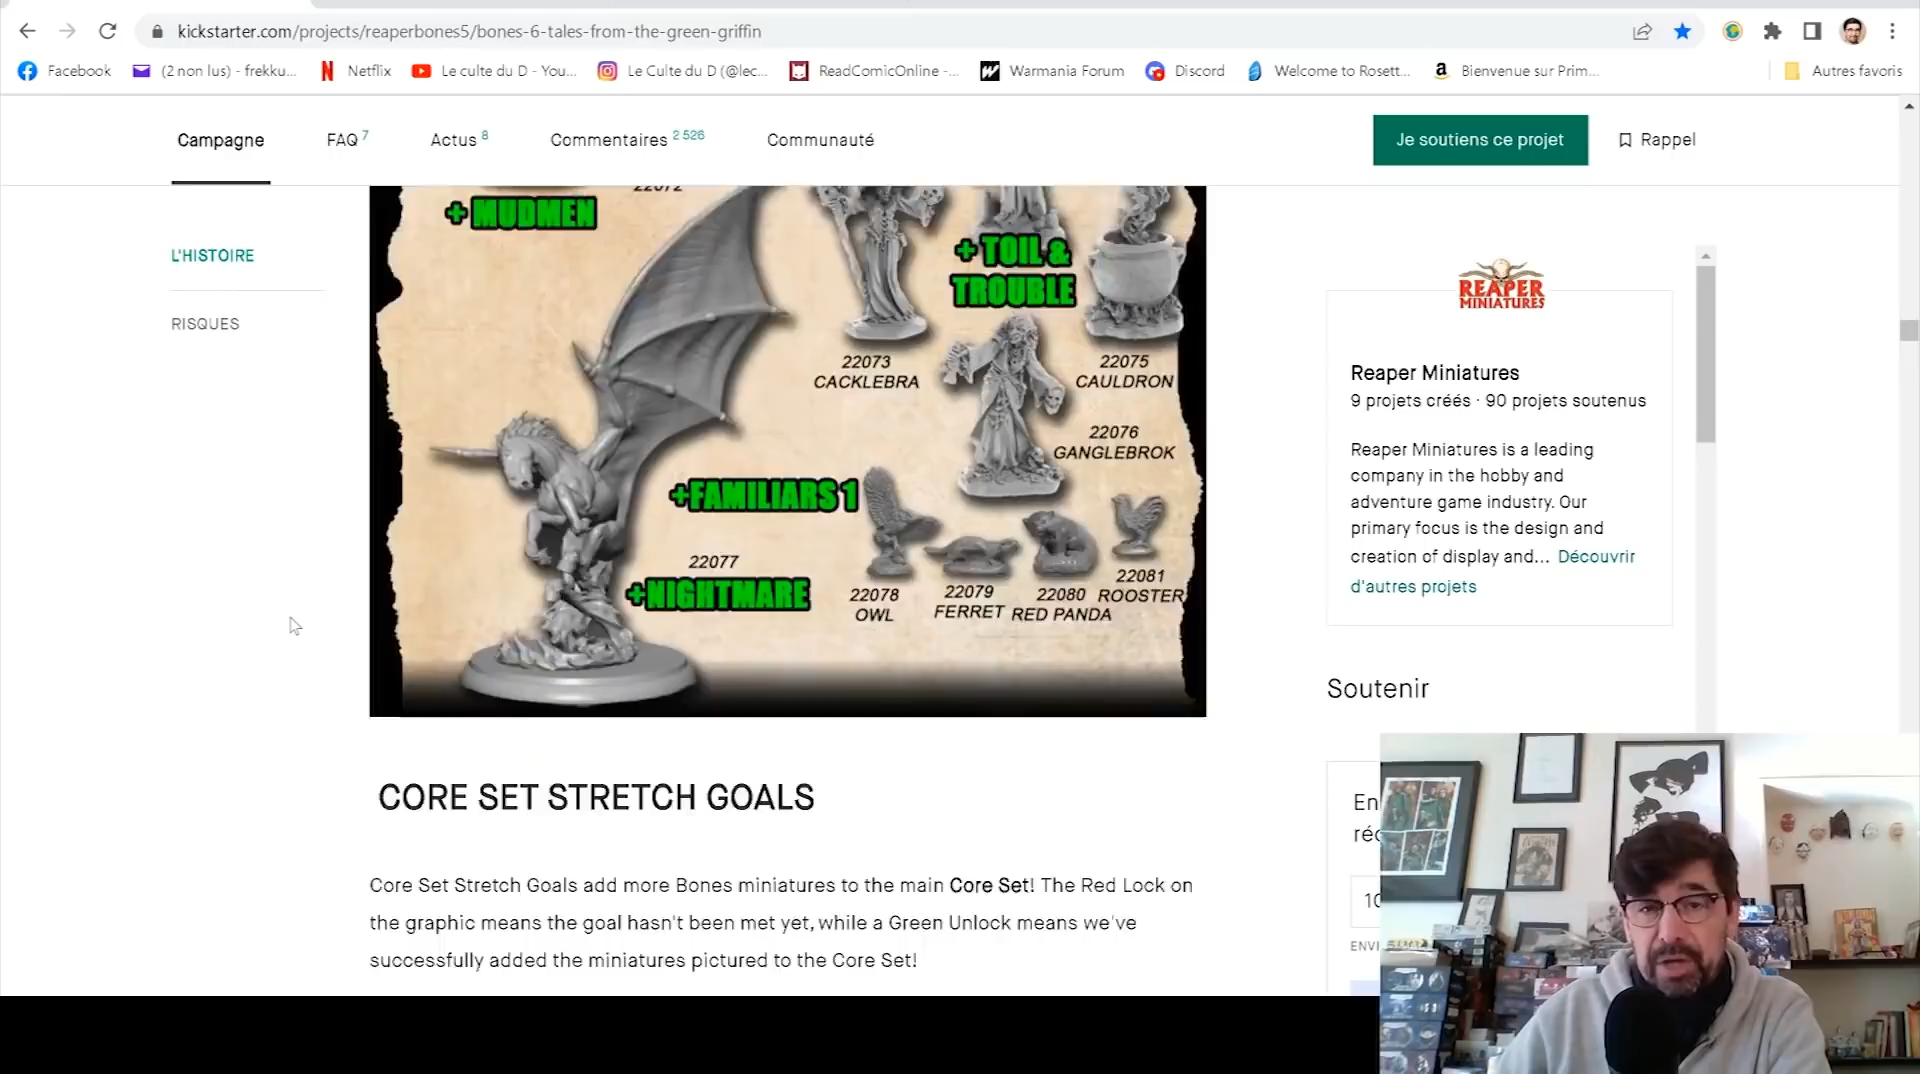 kickstarter.com/projects/reaperbones5/bones-6-tales-from-the-green-griffin
Facebook
(2 non lus) - frekku...
Netflix
Le culte du D - You...
Le Culte du D (@lec...
ReadComicOnline -...
Warmania Forum
Discord
Welcome to Rosett...
Bienvenue sur Prim...
Autres favoris
Campagne
FAQ 7
Actus 8
Commentaires 2 526
Communauté
Je soutiens ce projet
Rappel
L'HISTOIRE
RISQUES
22072
+ MUDMEN
+ TOIL &
TROUBLE
22073
CACKLEBRA
22075
CAULDRON
22076
GANGLEBROK
+FAMILIARS 1
22077
+NIGHTMARE
22078
OWL
22079
FERRET
22080
RED PANDA
22081
ROOSTER
CORE SET STRETCH GOALS
Core Set Stretch Goals add more Bones miniatures to the main Core Set! The Red Lock on
the graphic means the goal hasn't been met yet, while a Green Unlock means we've
successfully added the miniatures pictured to the Core Set!
REAPER
MINIATURES
Reaper Miniatures
9 projets créés · 90 projets soutenus
Reaper Miniatures is a leading
company in the hobby and
adventure game industry. Our
primary focus is the design and
creation of display and... Découvrir
d'autres projets
Soutenir
En
réc
10
ENVI